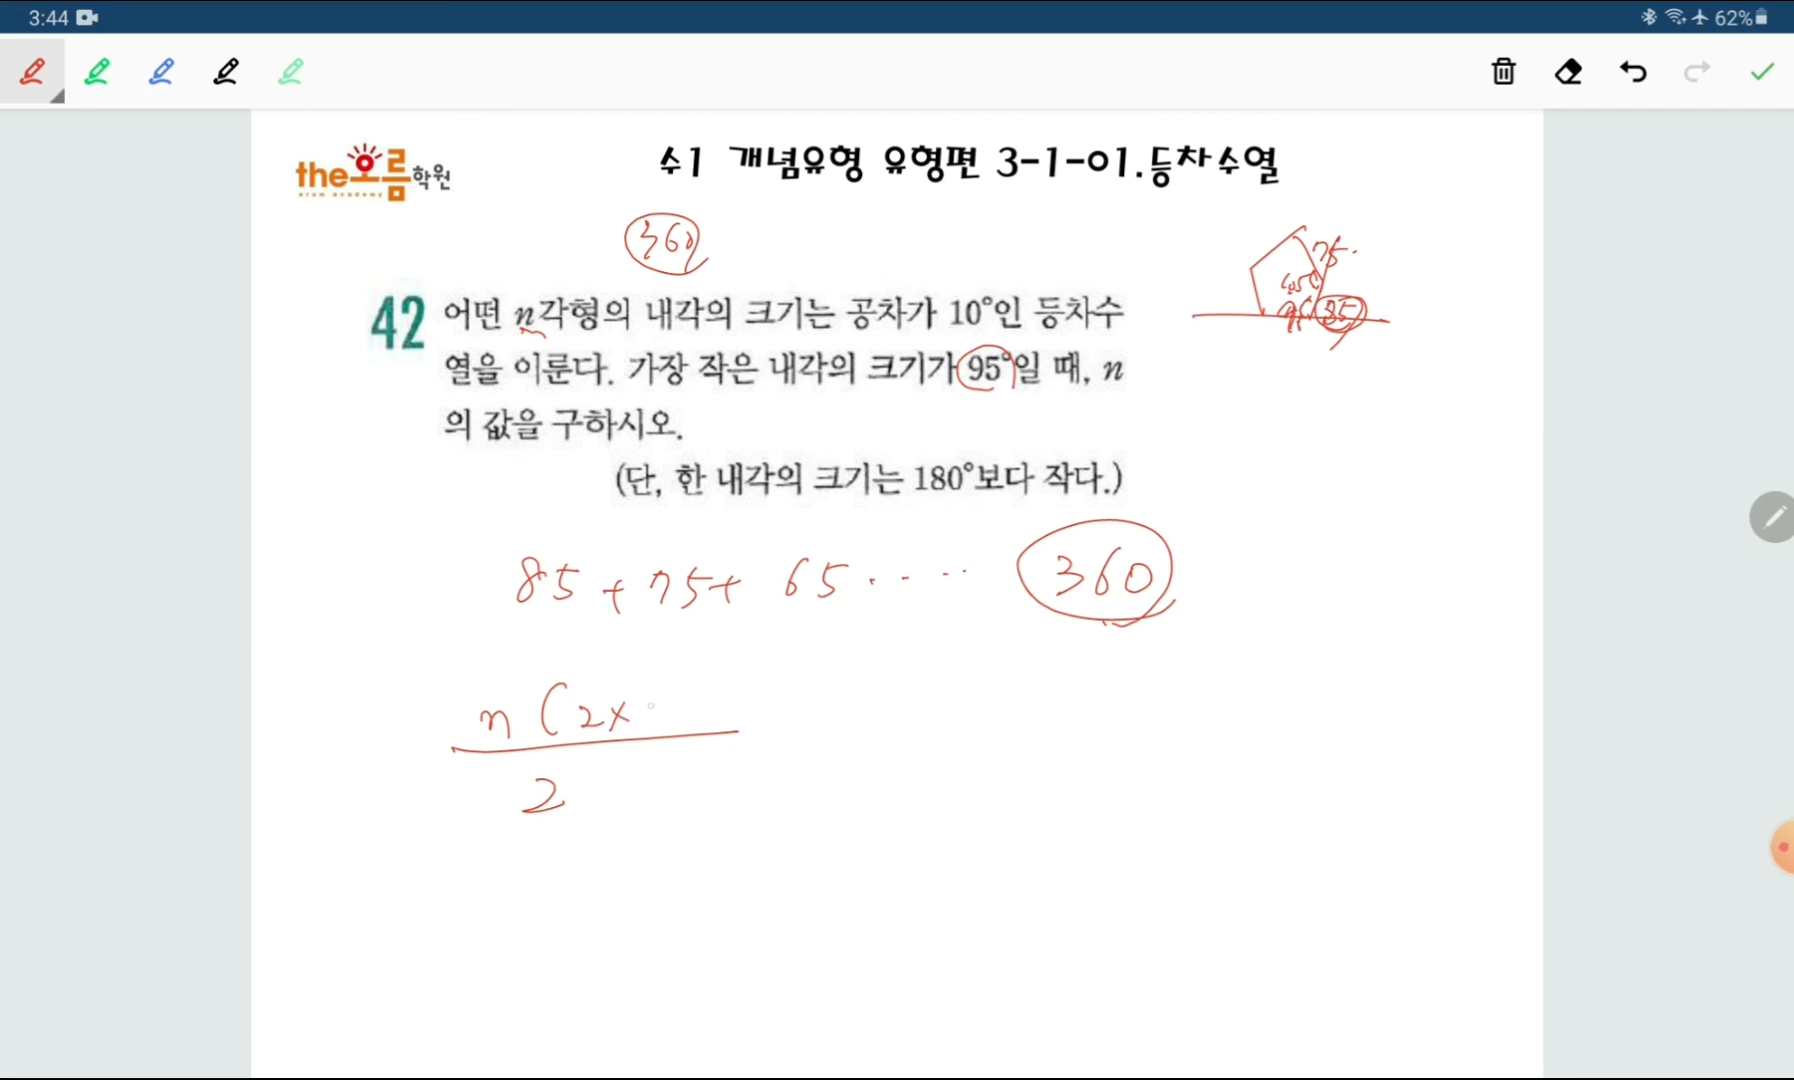 3:44
62%
the오름학원
수1 개념유형 유형편 3-1-01.등차수열
360
75
42 어떤 n각형의 내각의 크기는 공차가 10°인 등차수
95 85
열을 이룬다. 가장 작은 내각의 크기가 95°일 때, n
의 값을 구하시오.
(단, 한 내각의 크기는 180°보다 작다.)
85 + 75 + 65 ····· 360
n (2×
2